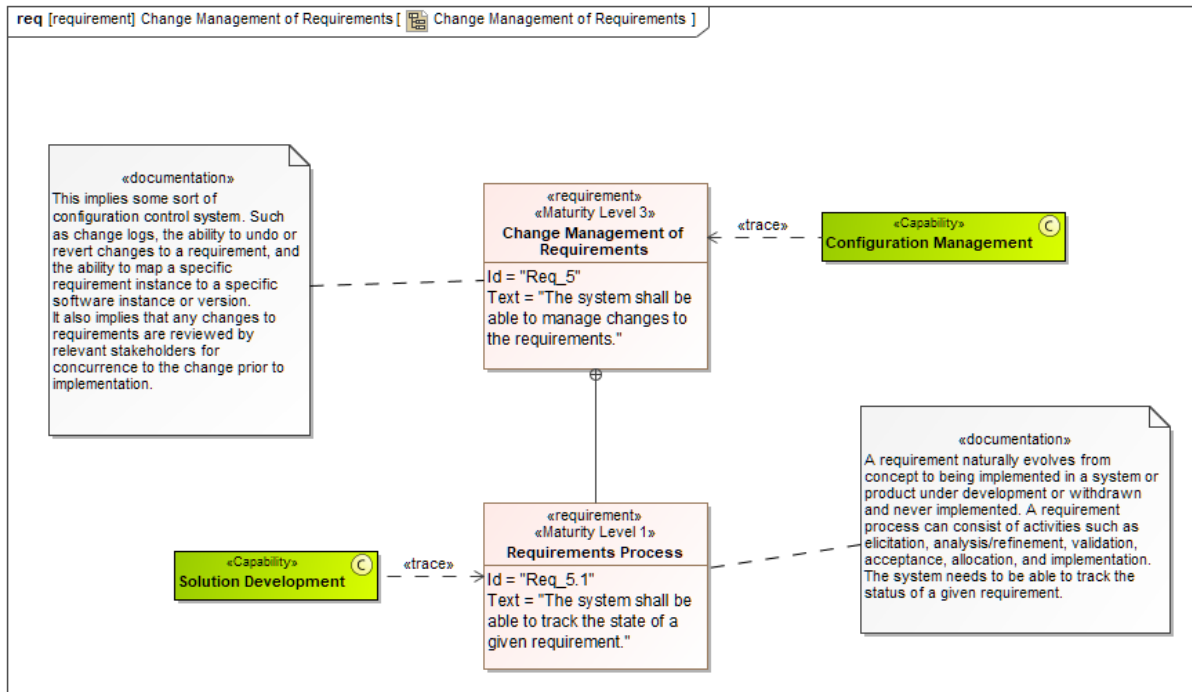 req [requirement] Change Management of Requirements [ Change Management of Requirements ]
«documentation»
This implies some sort of
configuration control system. Such
as change logs, the ability to undo or
revert changes to a requirement, and
the ability to map a specific
requirement instance to a specific
software instance or version.
It also implies that any changes to
requirements are reviewed by
relevant stakeholders for
concurrence to the change prior to
implementation.
«requirement»
«Maturity Level 3»
Change Management of
Requirements
Id = "Req_5"
Text = "The system shall be
able to manage changes to
the requirements."
«trace»
«Capability»
C
Configuration Management
«documentation»
A requirement naturally evolves from
concept to being implemented in a system or
product under development or withdrawn
and never implemented. A requirement
process can consist of activities such as
elicitation, analysis/refinement, validation,
acceptance, allocation, and implementation.
The system needs to be able to track the
status of a given requirement.
«Capability»
C
Solution Development
«trace»
«requirement»
«Maturity Level 1»
Requirements Process
Id = "Req_5.1"
Text = "The system shall be
able to track the state of a
given requirement."